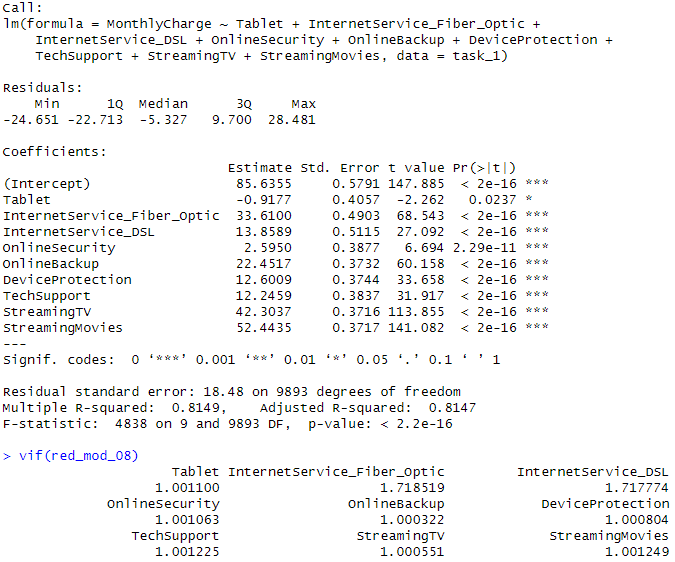 Call:
lm(formula = MonthlyCharge ~ Tablet + InternetService_Fiber_Optic +
    InternetService_DSL + OnlineSecurity + OnlineBackup + DeviceProtection +
    TechSupport + StreamingTV + StreamingMovies, data = task_1)
Residuals:
    Min      1Q  Median      3Q     Max
-24.651 -22.713  -5.327   9.700  28.481
Coefficients:
                            Estimate Std. Error t value Pr(>|t|)
(Intercept)                  85.6355     0.5791 147.885  < 2e-16 ***
Tablet                       -0.9177     0.4057  -2.262   0.0237 *
InternetService_Fiber_Optic  33.6100     0.4903  68.543  < 2e-16 ***
InternetService_DSL          13.8589     0.5115  27.092  < 2e-16 ***
OnlineSecurity                2.5950     0.3877   6.694 2.29e-11 ***
OnlineBackup                 22.4517     0.3732  60.158  < 2e-16 ***
DeviceProtection             12.6009     0.3744  33.658  < 2e-16 ***
TechSupport                  12.2459     0.3837  31.917  < 2e-16 ***
StreamingTV                  42.3037     0.3716 113.855  < 2e-16 ***
StreamingMovies              52.4435     0.3717 141.082  < 2e-16 ***
---
Signif. codes:  0 ‘***’ 0.001 ‘**’ 0.01 ‘*’ 0.05 ‘.’ 0.1 ‘ ’ 1
Residual standard error: 18.48 on 9893 degrees of freedom
Multiple R-squared:  0.8149,    Adjusted R-squared:  0.8147
F-statistic:  4838 on 9 and 9893 DF,  p-value: < 2.2e-16
> vif(red_mod_08)
                     Tablet InternetService_Fiber_Optic         InternetService_DSL
                   1.001100                    1.718519                    1.717774
             OnlineSecurity                OnlineBackup            DeviceProtection
                   1.001063                    1.000322                    1.000804
                TechSupport                 StreamingTV             StreamingMovies
                   1.001225                    1.000551                    1.001249